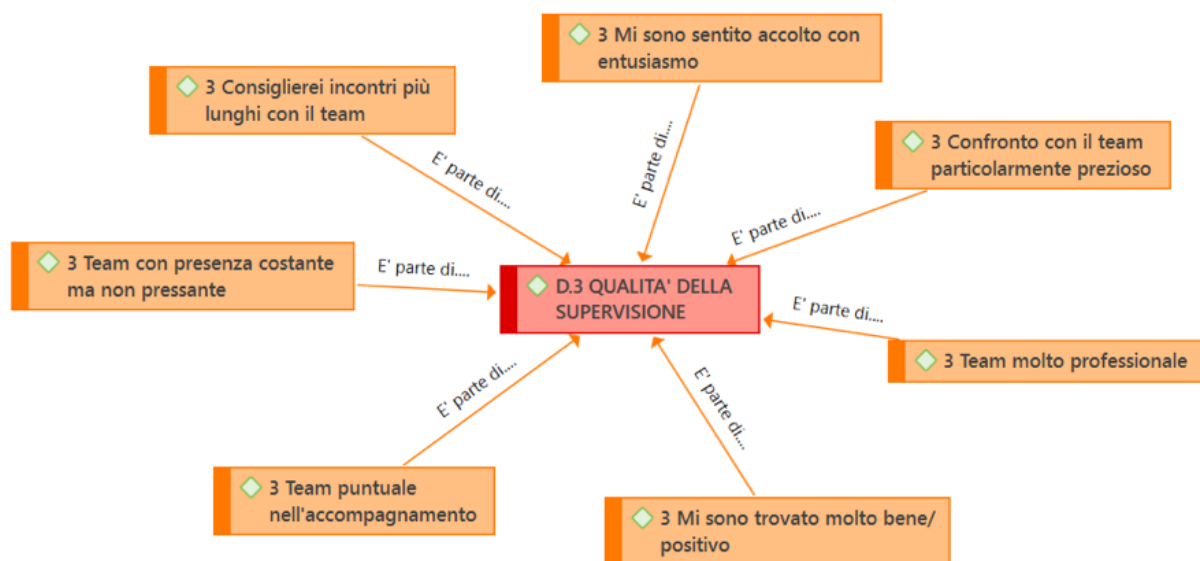 3 Mi sono sentito accolto con
entusiasmo
3 Consiglierei incontri più
lunghi con il team
3 Confronto con il team
particolarmente prezioso
E' parte di....
E' parte di....
E' parte di....
3 Team con presenza costante
ma non pressante
E' parte di....
D.3 QUALITA' DELLA
SUPERVISIONE
E' parte di....
3 Team molto professionale
E' parte di....
E' parte di....
3 Team puntuale
nell'accompagnamento
3 Mi sono trovato molto bene/
positivo